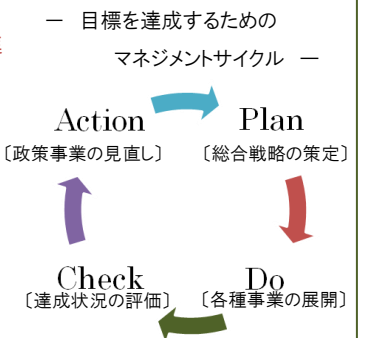 － 目標を達成するための
マネジメントサイクル －
Action
Plan
〔政策事業の見直し〕
〔総合戦略の策定〕
Check
Do
〔達成状況の評価〕
〔各種事業の展開〕